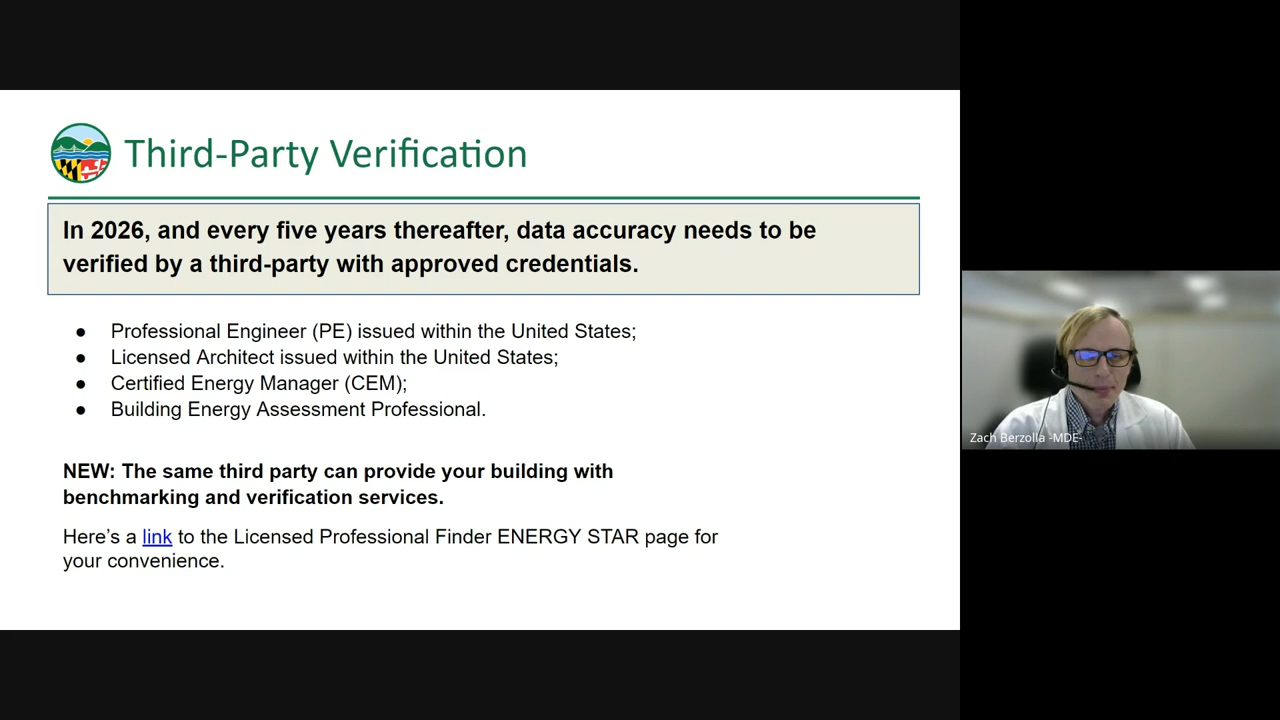 Third-Party Verification
In 2026, and every five years thereafter, data accuracy needs to be
verified by a third-party with approved credentials.
● Professional Engineer (PE) issued within the United States;
● Licensed Architect issued within the United States;
● Certified Energy Manager (CEM);
● Building Energy Assessment Professional.
NEW: The same third party can provide your building with
benchmarking and verification services.
Here’s a link to the Licensed Professional Finder ENERGY STAR page for
your convenience.
Zach Berzolla -MDE-